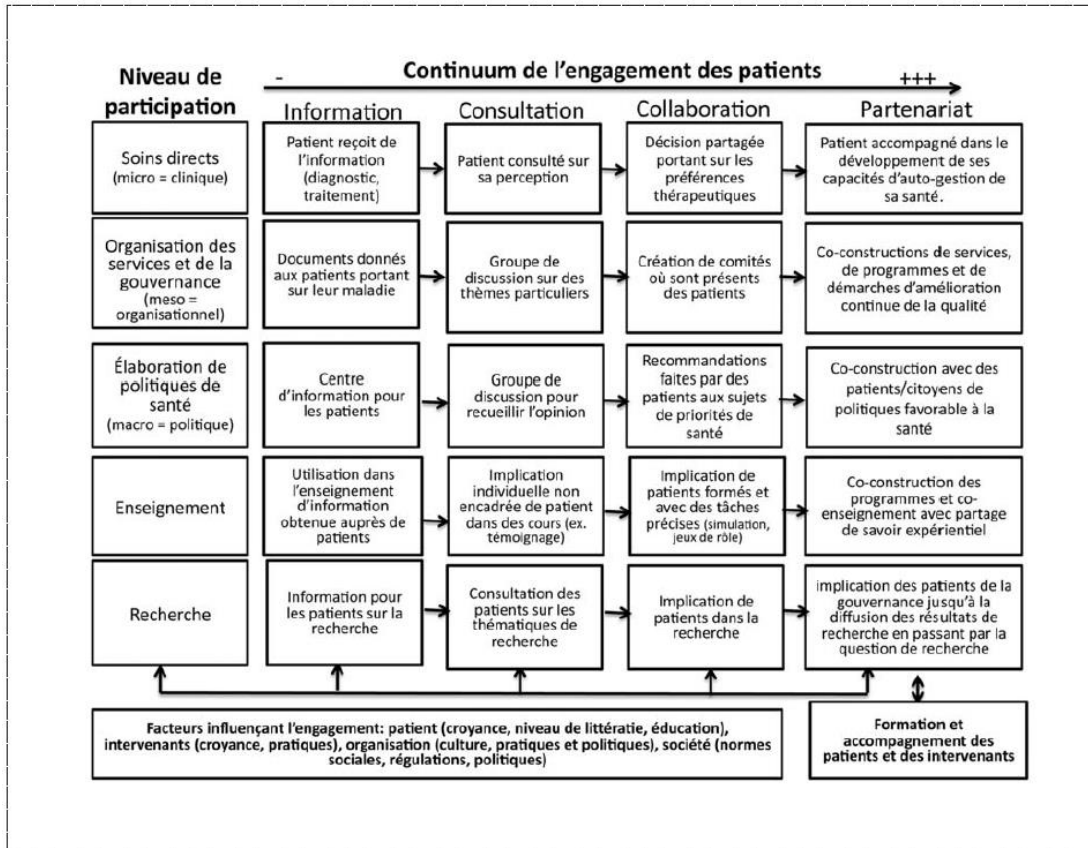 Niveau de
participation
-
Continuum de l'engagement des patients
+++
Information
Consultation
Collaboration
Partenariat
Soins directs
(micro = clinique)
Patient reçoit de
l'information
(diagnostic,
traitement)
Patient consulté sur
sa perception
Décision partagée
portant sur les
préférences
thérapeutiques
Patient accompagné dans le
développement de ses
capacités d'auto-gestion de
sa santé.
Organisation des
services et de la
gouvernance
(meso =
organisationnel)
Documents donnés
aux patients portant
sur leur maladie
Groupe de
discussion sur des
thèmes particuliers
Création de comités
où sont présents
des patients
Co-constructions de services,
de programmes et de
démarches d'amélioration
continue de la qualité
Élaboration de
politiques de
santé
(macro = politique)
Centre
d'information pour
les patients
Groupe de
discussion pour
recueillir l'opinion
Recommandations
faites par des
patients aux sujets
de priorités de
santé
Co-construction avec des
patients/citoyens de
politiques favorable à la
santé
Enseignement
Utilisation dans
l'enseignement
d'information
obtenue auprès de
patients
Implication
individuelle non
encadrée de patient
dans des cours (ex.
témoignage)
Implication de
patients formés et
avec des tâches
précises (simulation,
jeux de rôle)
Co-construction des
programmes et co-
enseignement avec partage
de savoir expérientiel
Recherche
Information pour
les patients sur la
recherche
Consultation des
patients sur les
thématiques de
recherche
Implication de
patients dans la
recherche
implication des patients de la
gouvernance jusqu'à la
diffusion des résultats de
recherche en passant par la
question de recherche
Facteurs influençant l'engagement: patient (croyance, niveau de littératie, éducation),
intervenants (croyance, pratiques), organisation (culture, pratiques et politiques), société (normes
sociales, régulations, politiques)
Formation et
accompagnement des
patients et des intervenants